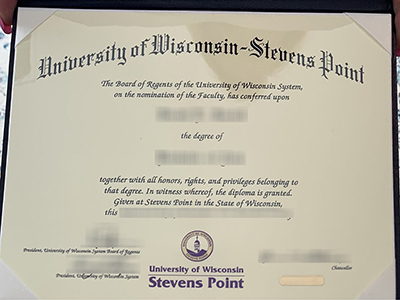 University of Wisconsin-Stevens Point
The Board of Regents of the University of Wisconsin System,
on the nomination of the Faculty, has conferred upon
the degree of
together with all honors, rights, and privileges belonging to
that degree. In witness whereof, the diploma is granted.
Given at Stevens Point in the State of Wisconsin,
this
President, University of Wisconsin System Board of Regents
Chancellor
President, University of Wisconsin System
University of Wisconsin
Stevens Point